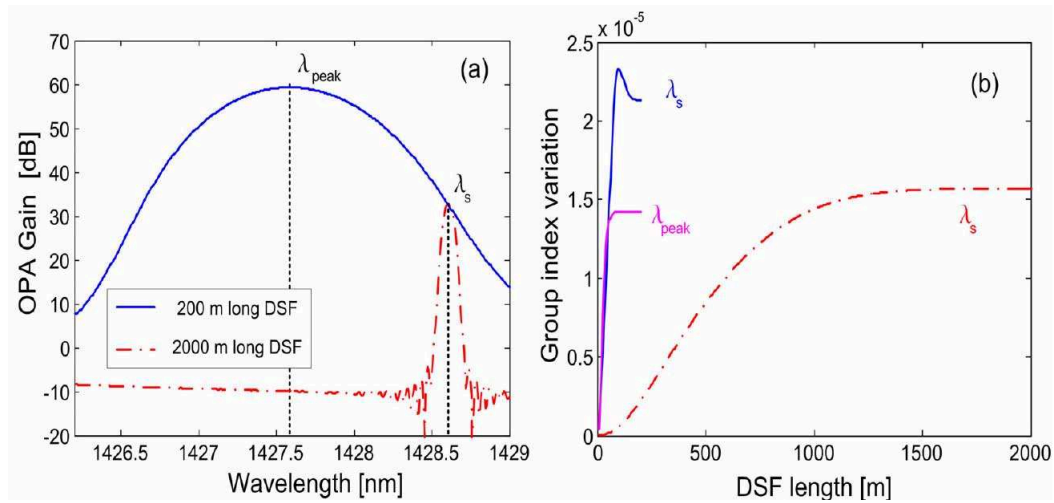 70
60
50
40
30
20
10
0
-10
-20
OPA Gain [dB]
(a)
λpeak
λs
200 m long DSF
2000 m long DSF
1426.5 1427 1427.5 1428 1428.5 1429
Wavelength [nm]
x 10-5
2.5
2
1.5
1
0.5
0
Group index variation
(b)
λs
λpeak
λs
0 500 1000 1500 2000
DSF length [m]